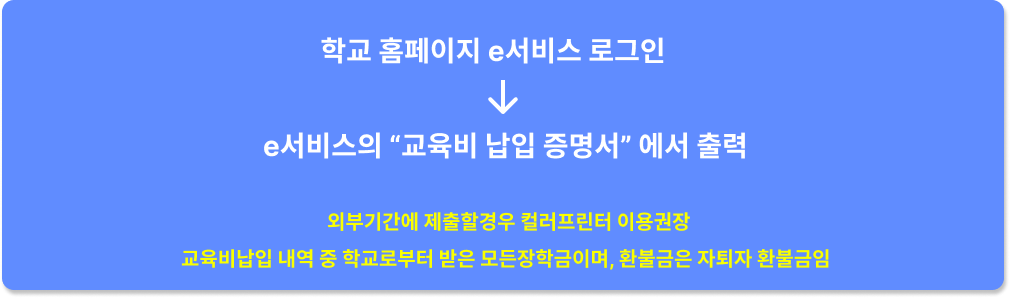 학교 홈페이지 e서비스 로그인
e서비스의 “교육비 납입 증명서” 에서 출력
외부기간에 제출할경우 컬러프린터 이용권장
교육비납입 내역 중 학교로부터 받은 모든장학금이며, 환불금은 자퇴자 환불금임